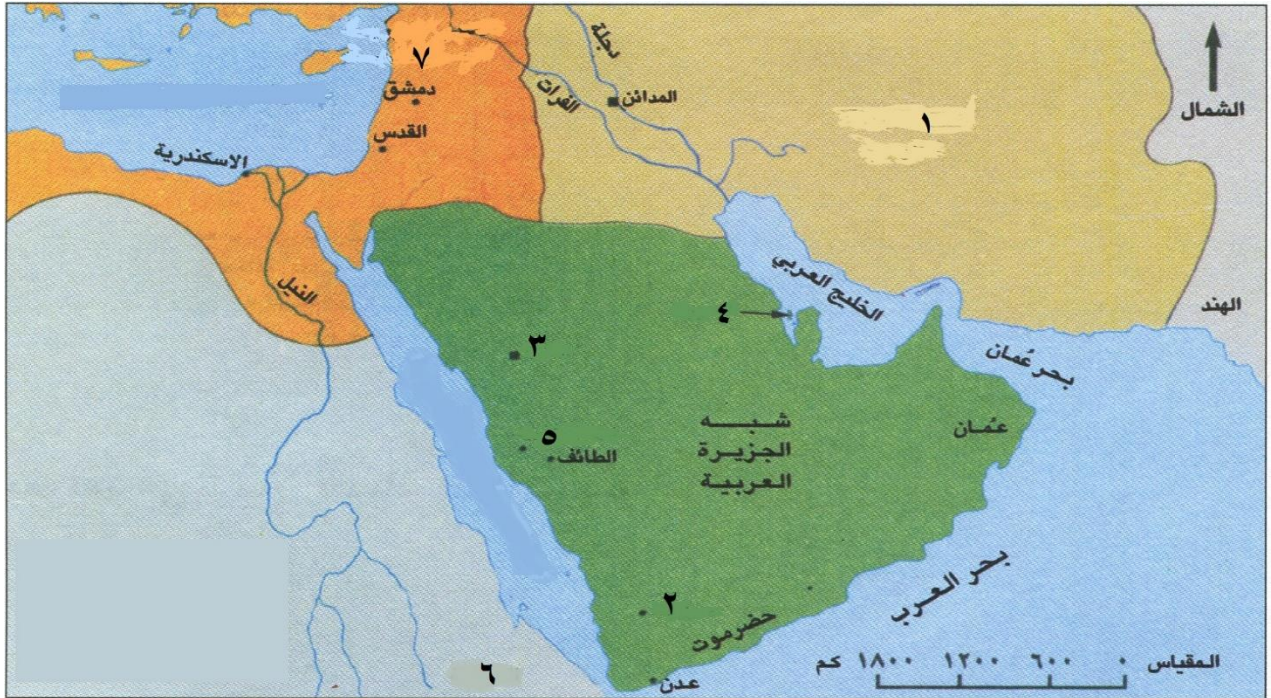 الشمال
دجلة
٧
دمشق
الفرات
المدائن
١
القدس
الاسكندرية
النيل
الخليج العربي
الهند
٤
بحر عُمان
٣
شبه
الجزيرة
العربية
عُمان
٥
الطائف
بحر العرب
٢
حضرموت
عدن
٦
المقياس ٠ ٦٠٠ ١٢٠٠ ١٨٠٠ كم